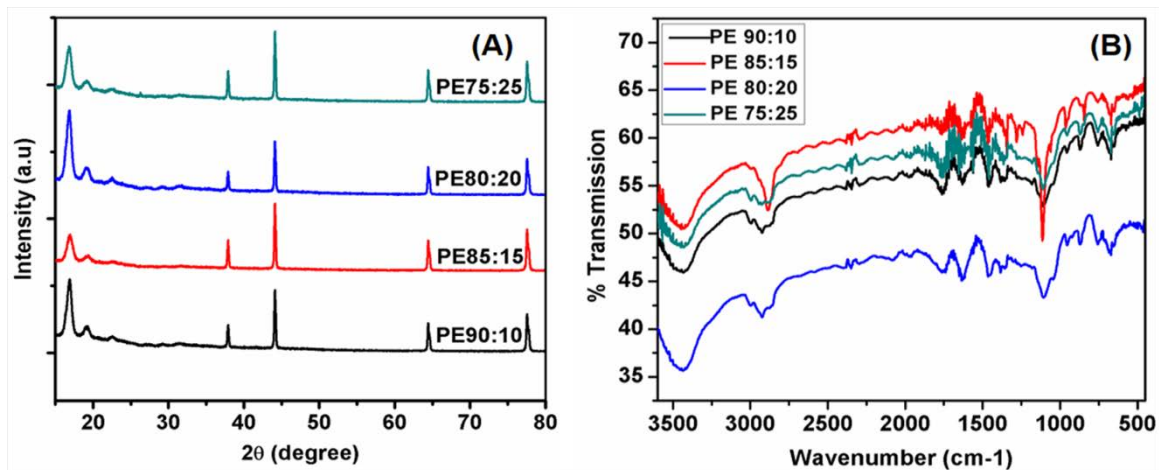 (A)
PE75:25
PE80:20
PE85:15
PE90:10
Intensity (a.u)
20 30 40 50 60 70 80
2θ (degree)
(B)
PE 90:10
PE 85:15
PE 80:20
PE 75:25
70
65
60
55
50
45
40
35
% Transmission
3500 3000 2500 2000 1500 1000 500
Wavenumber (cm-1)